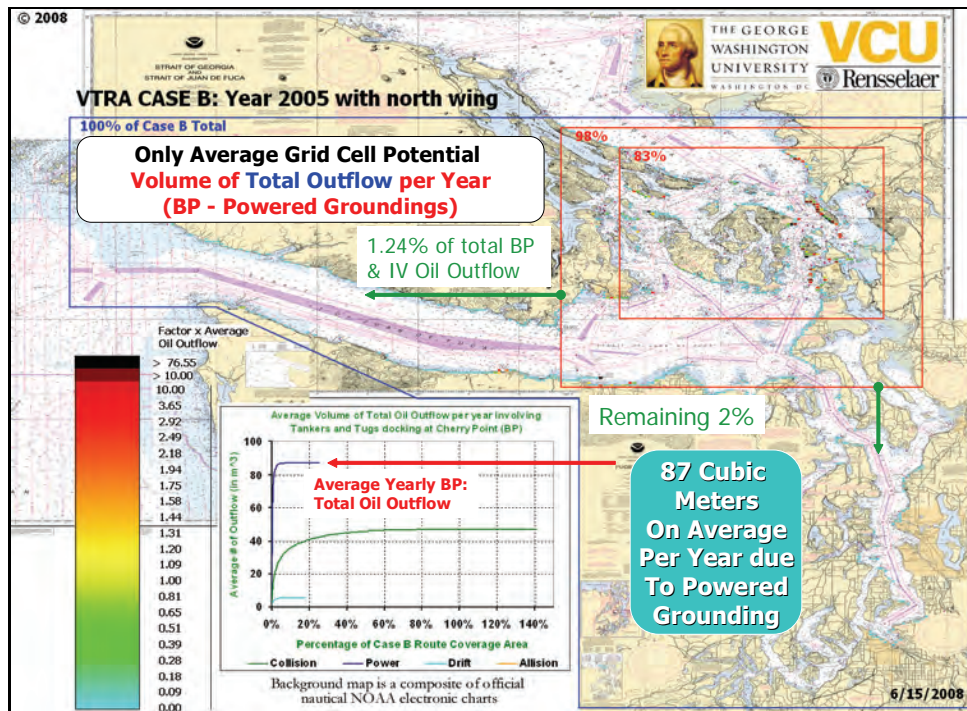 © 2008
STRAIT OF GEORGIA
AND
STRAIT OF JUAN DE FUCA
THE GEORGE
WASHINGTON
UNIVERSITY
WASHINGTON DC
VCU
Rensselaer
VTRA CASE B: Year 2005 with north wing
100% of Case B Total
98%
83%
Only Average Grid Cell Potential
Volume of Total Outflow per Year
(BP - Powered Groundings)
1.24% of total BP
& IV Oil Outflow
Factor x Average
Oil Outflow
> 76.55
> 10.00
10.00
3.65
2.92
2.49
2.18
1.94
1.75
1.58
1.44
1.31
1.20
1.09
1.00
0.81
0.65
0.51
0.39
0.28
0.18
0.09
0.00
Average Volume of Total Oil Outflow per year involving
Tankers and Tugs docking at Cherry Point (BP)
Average # of Outflow (in m^3)
100
80
60
40
20
0
0% 20% 40% 60% 80% 100% 120% 140%
Percentage of Case B Route Coverage Area
Collision Power Drift Allision
Average Yearly BP:
Total Oil Outflow
Background map is a composite of official
nautical NOAA electronic charts
Remaining 2%
87 Cubic
Meters
On Average
Per Year due
To Powered
Grounding
6/15/2008